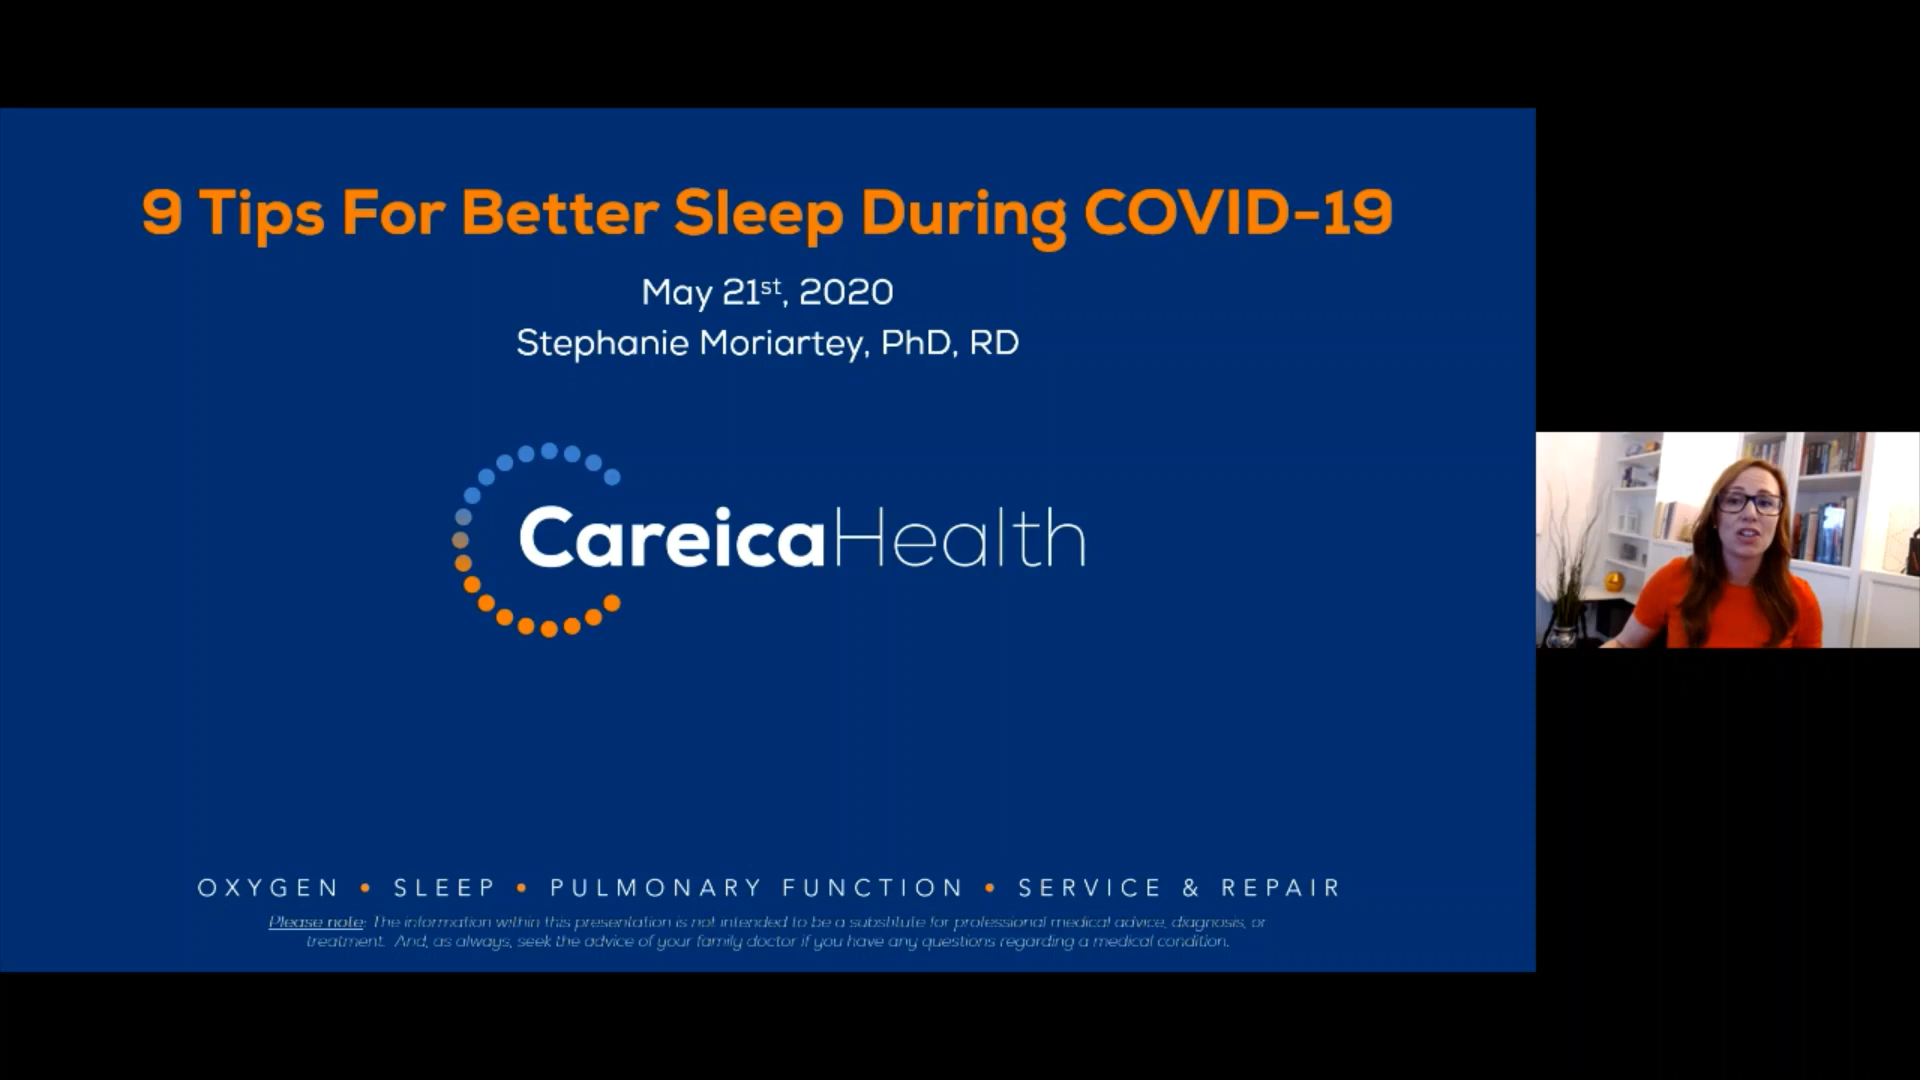 9 Tips For Better Sleep During COVID-19
May 21st, 2020
Stephanie Moriartey, PhD, RD
CareicaHealth
OXYGEN • SLEEP • PULMONARY FUNCTION • SERVICE & REPAIR
Please note: The information within this presentation is not intended to be a substitute for professional medical advice, diagnosis, or
treatment. And, as always, seek the advice of your family doctor if you have any questions regarding a medical condition.